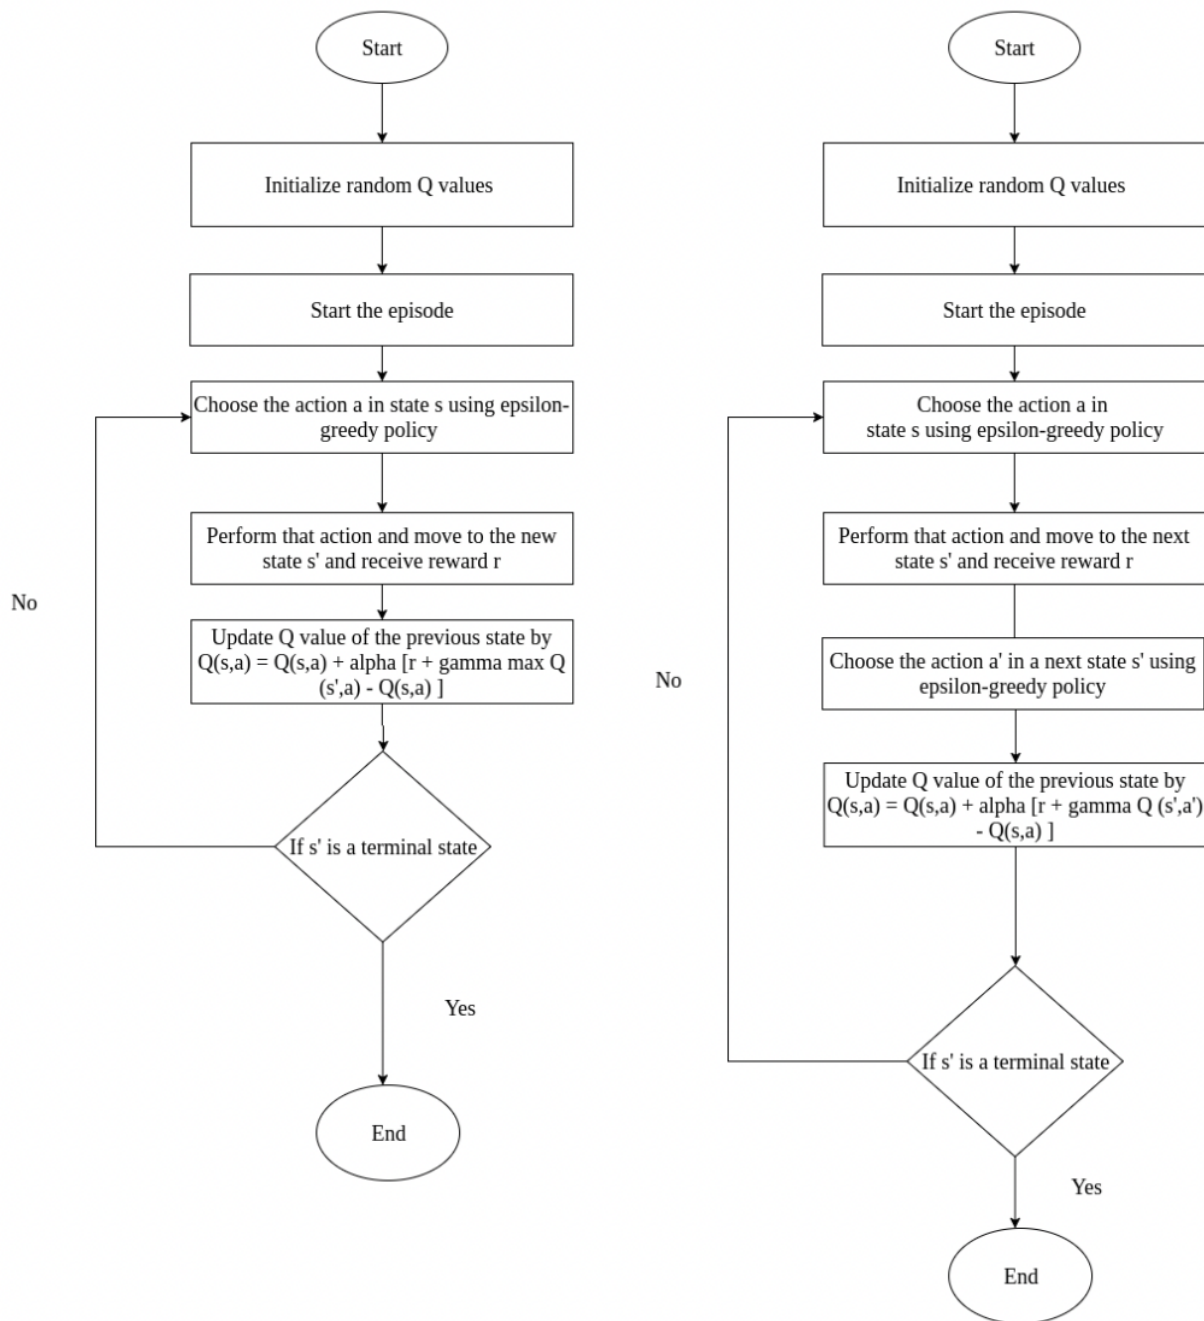 Start
Initialize random Q values
Start the episode
Choose the action a in state s using epsilon-
greedy policy
Perform that action and move to the new
state s' and receive reward r
No
Update Q value of the previous state by
Q(s,a) = Q(s,a) + alpha [r + gamma max Q
(s',a) - Q(s,a) ]
If s' is a terminal state
Yes
End
Start
Initialize random Q values
Start the episode
Choose the action a in
state s using epsilon-greedy policy
Perform that action and move to the next
state s' and receive reward r
Choose the action a' in a next state s' using
epsilon-greedy policy
No
Update Q value of the previous state by
Q(s,a) = Q(s,a) + alpha [r + gamma Q (s',a')
- Q(s,a) ]
If s' is a terminal state
Yes
End